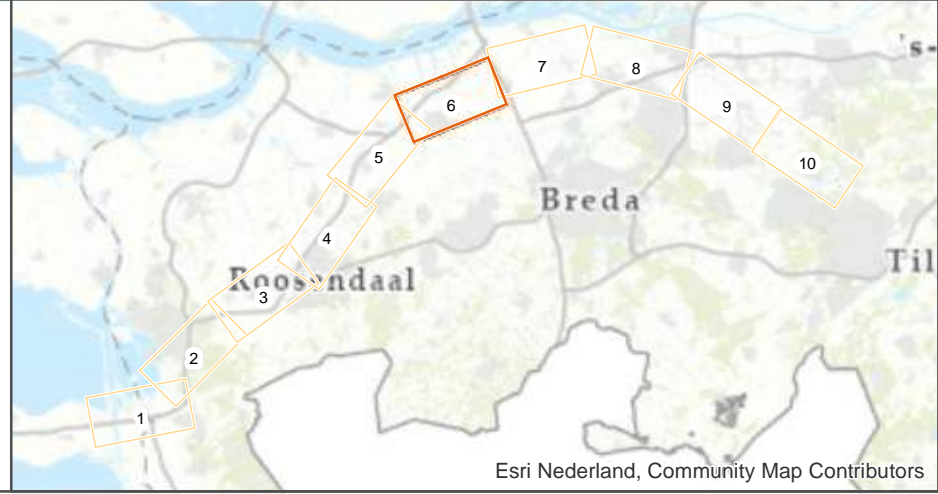 's-
7
8
6
9
5
10
Breda
4
Til
Roosendaal
3
2
1
Esri Nederland, Community Map Contributors